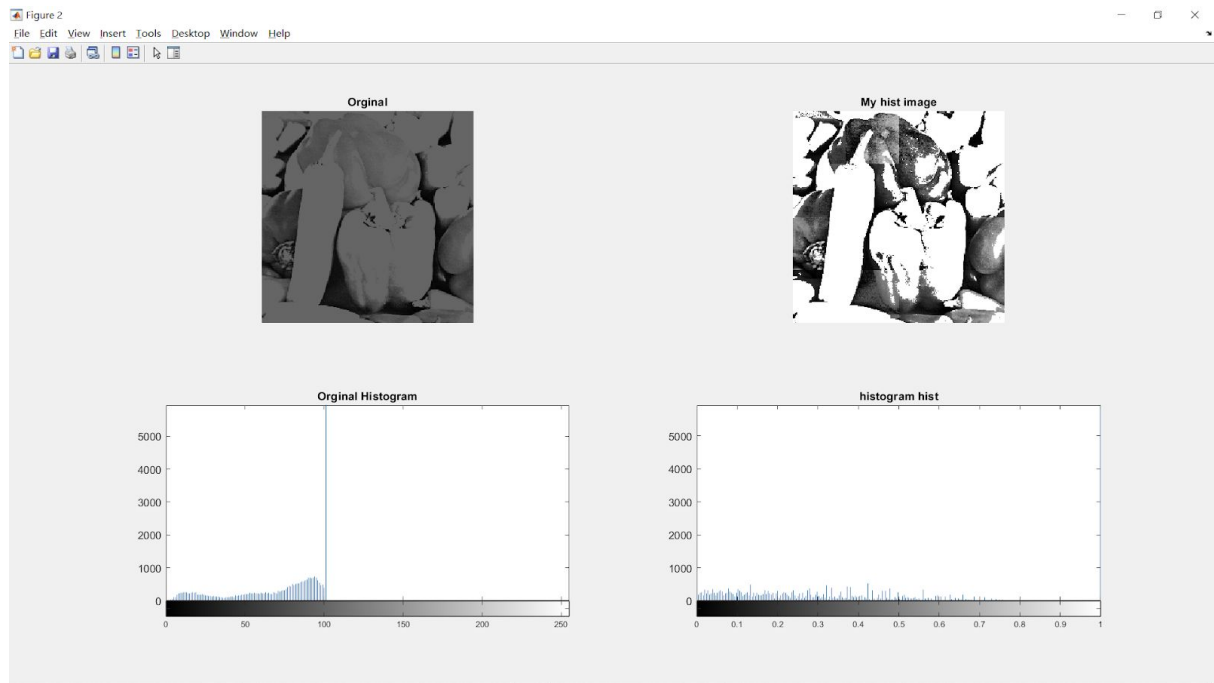 Figure 2
File Edit View Insert Tools Desktop Window Help
Orginal
My hist image
Orginal Histogram
5000
4000
3000
2000
1000
0
0 50 100 150 200 250
histogram hist
5000
4000
3000
2000
1000
0
0 0.1 0.2 0.3 0.4 0.5 0.6 0.7 0.8 0.9 1